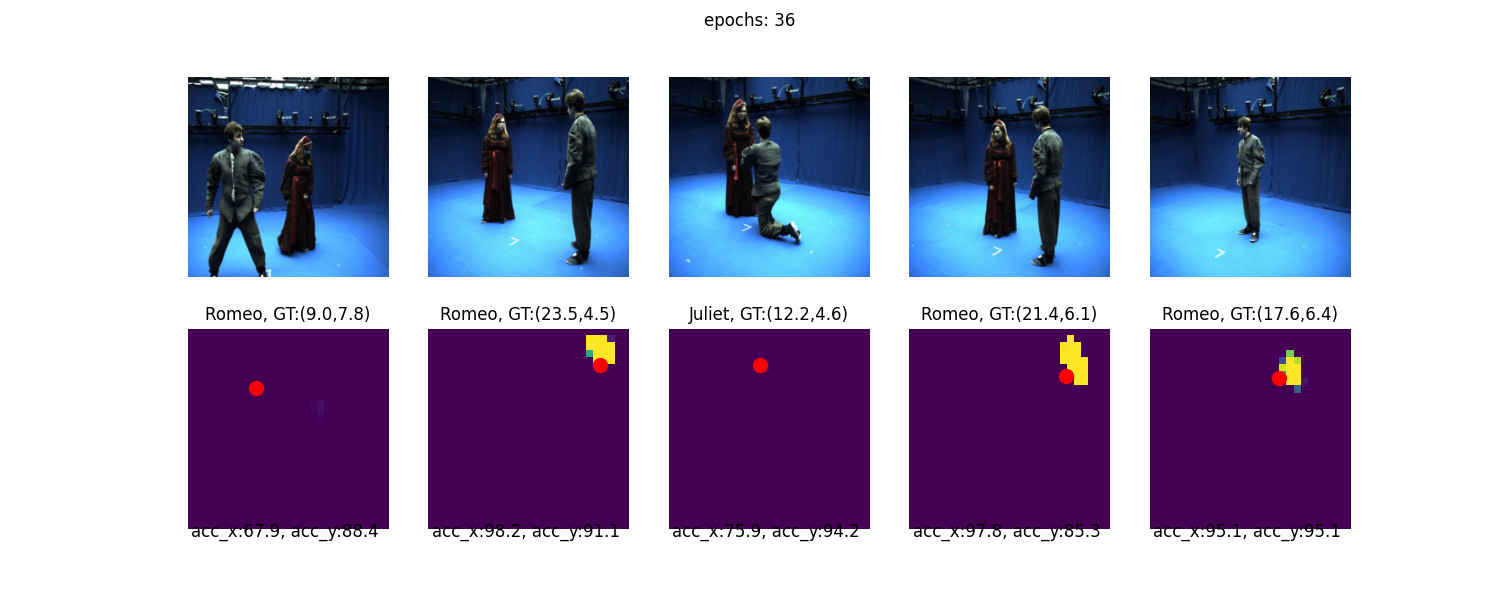 epochs: 36
Romeo, GT:(9.0,7.8)
Romeo, GT:(23.5,4.5)
Juliet, GT:(12.2,4.6)
Romeo, GT:(21.4,6.1)
Romeo, GT:(17.6,6.4)
acc_x:67.9, acc_y:88.4
acc_x:98.2, acc_y:91.1
acc_x:75.9, acc_y:94.2
acc_x:97.8, acc_y:85.3
acc_x:95.1, acc_y:95.1